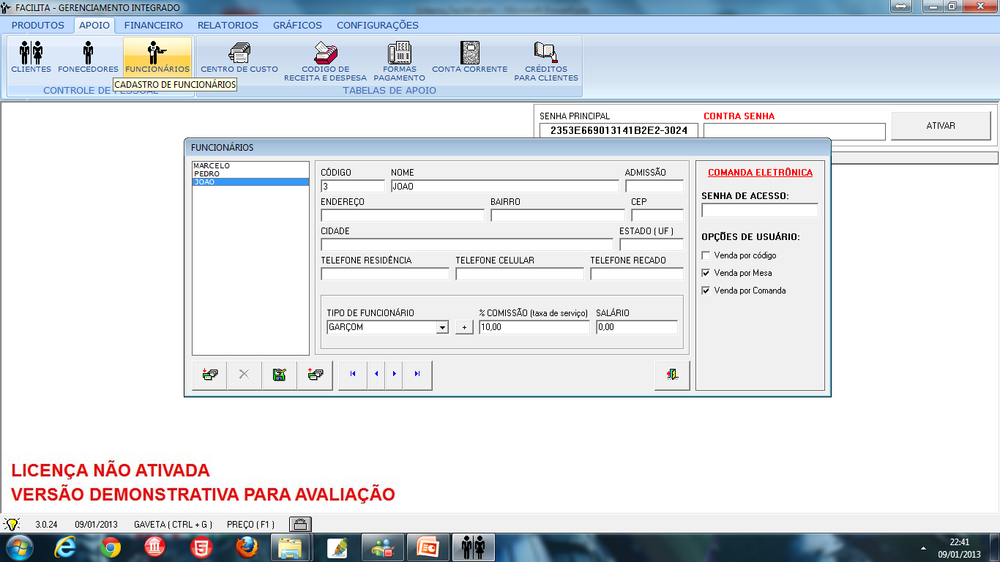 FACILITA - GERENCIAMENTO INTEGRADO
PRODUTOS APOIO FINANCEIRO RELATORIOS GRÁFICOS CONFIGURAÇÕES
CLIENTES FONECEDORES FUNCIONÁRIOS CENTRO DE CUSTO CODIGO DE RECEITA E DESPESA FORMAS PAGAMENTO CONTA CORRENTE CRÉDITOS PARA CLIENTES
CADASTRO DE FUNCIONÁRIOS
CONTROLE DE PESSOAL TABELAS DE APOIO
SENHA PRINCIPAL CONTRA SENHA
2353E669013141B2E2-3024 ATIVAR
FUNCIONÁRIOS
MARCELO
PEDRO
JOAO
CÓDIGO NOME ADMISSÃO
3 JOAO
ENDEREÇO BAIRRO CEP
CIDADE ESTADO ( UF )
TELEFONE RESIDÊNCIA TELEFONE CELULAR TELEFONE RECADO
TIPO DE FUNCIONÁRIO % COMISSÃO (taxa de serviço) SALÁRIO
GARÇOM + 10,00 0,00
COMANDA ELETRÔNICA
SENHA DE ACESSO:
OPÇÕES DE USUÁRIO:
Venda por código
Venda por Mesa
Venda por Comanda
LICENÇA NÃO ATIVADA
VERSÃO DEMONSTRATIVA PARA AVALIAÇÃO
3.0.24 09/01/2013 GAVETA ( CTRL + G ) PREÇO ( F1 )
22:41
09/01/2013